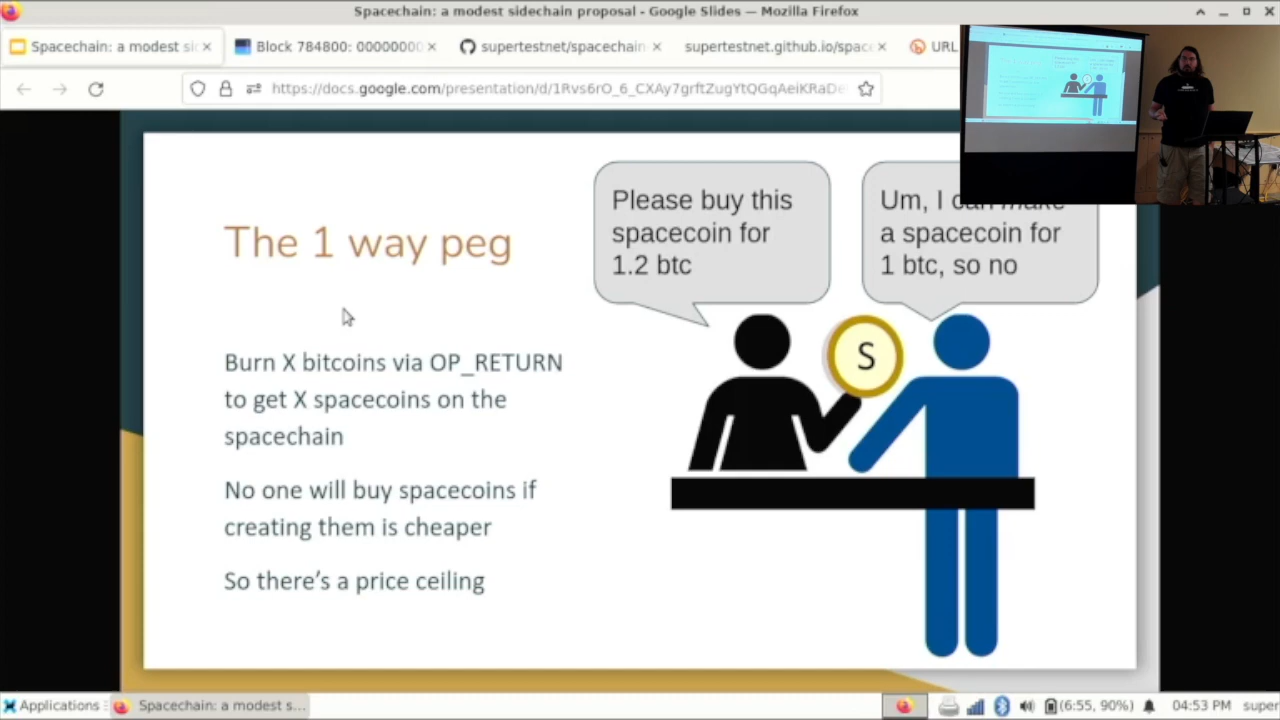 Spacechain: a modest sidechain proposal - Google Slides — Mozilla Firefox
Spacechain: a modest si
Block 784800: 00000000
supertestnet/spacechain
supertestnet.github.io/spac
URL
https://docs.google.com/presentation/d/1Rvs6rO_6_CXAy7grftZugYtQGqAeiKRaDe
Please buy this
spacecoin for
1.2 btc
Um, I can make
a spacecoin for
1 btc, so no
The 1 way peg
S
Burn X bitcoins via OP_RETURN
to get X spacecoins on the
spacechain
No one will buy spacecoins if
creating them is cheaper
So there’s a price ceiling
Applications
Spacechain: a modest s...
(6:55, 90%)
04:53 PM
super